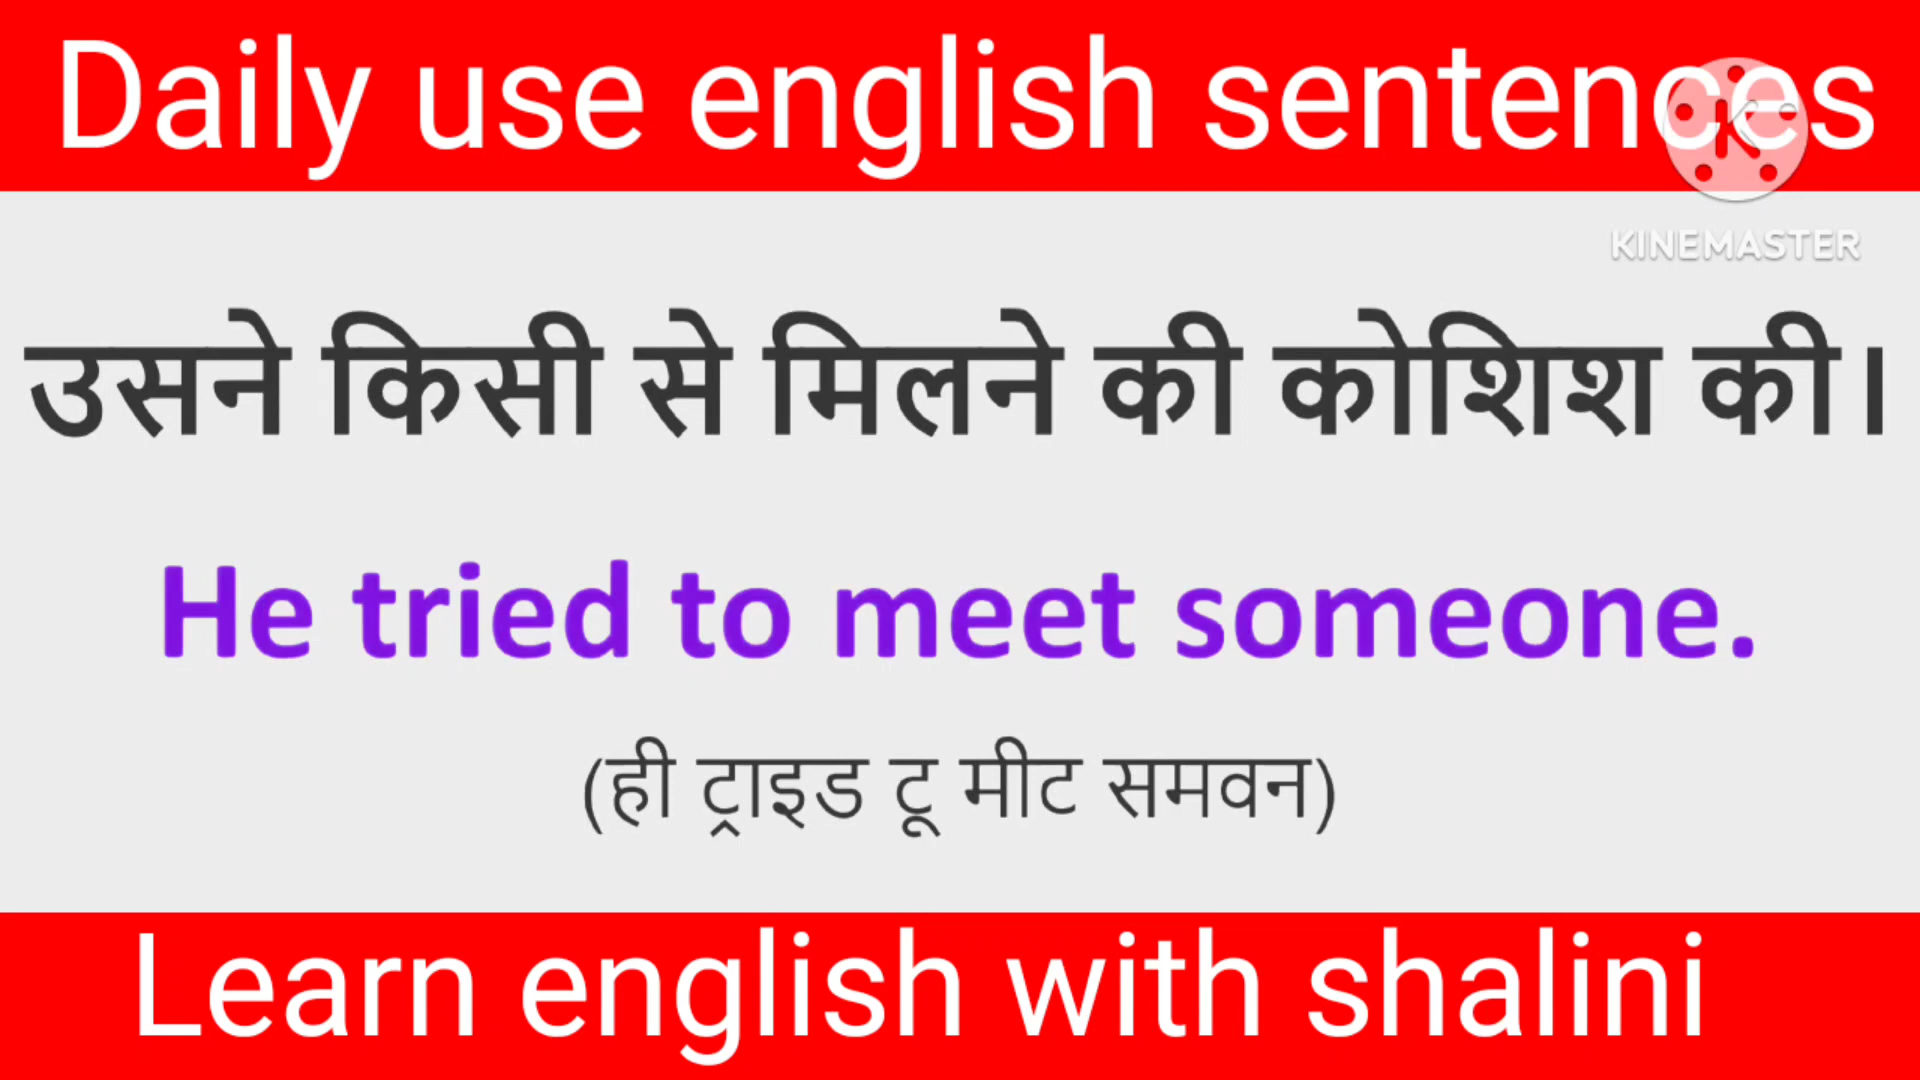 Daily use english sentences
KINEMASTER
उसने किसी से मिलने की कोशिश की।
He tried to meet someone.
(ही ट्राइड टू मीट समवन)
Learn english with shalini